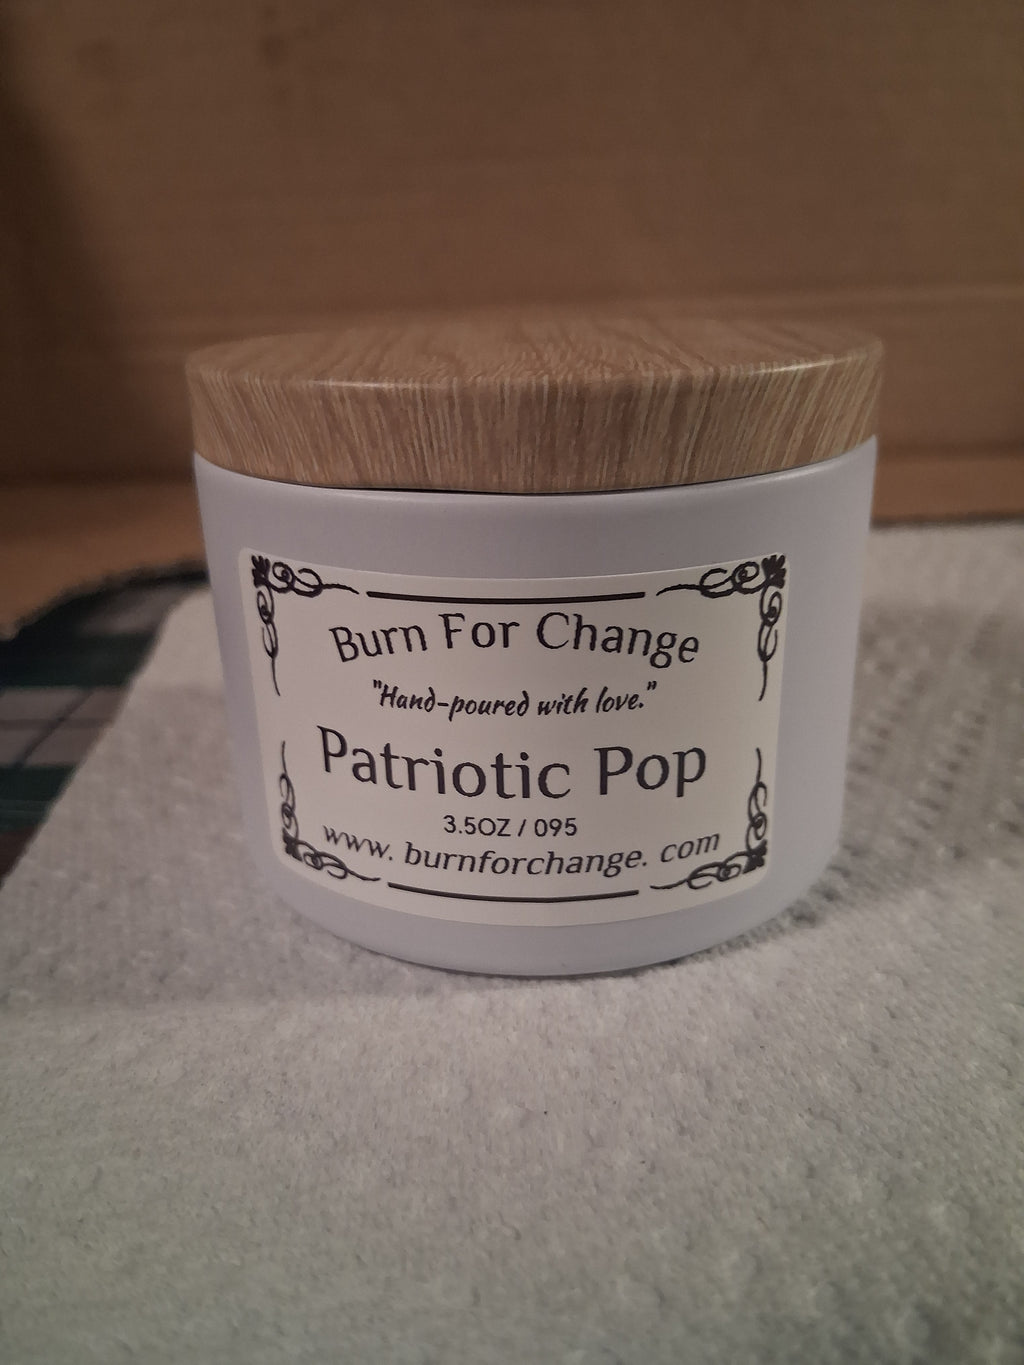 Burn For Change
"Hand-poured with love."
Patriotic Pop
3.5OZ / 095
www. burnforchange. com